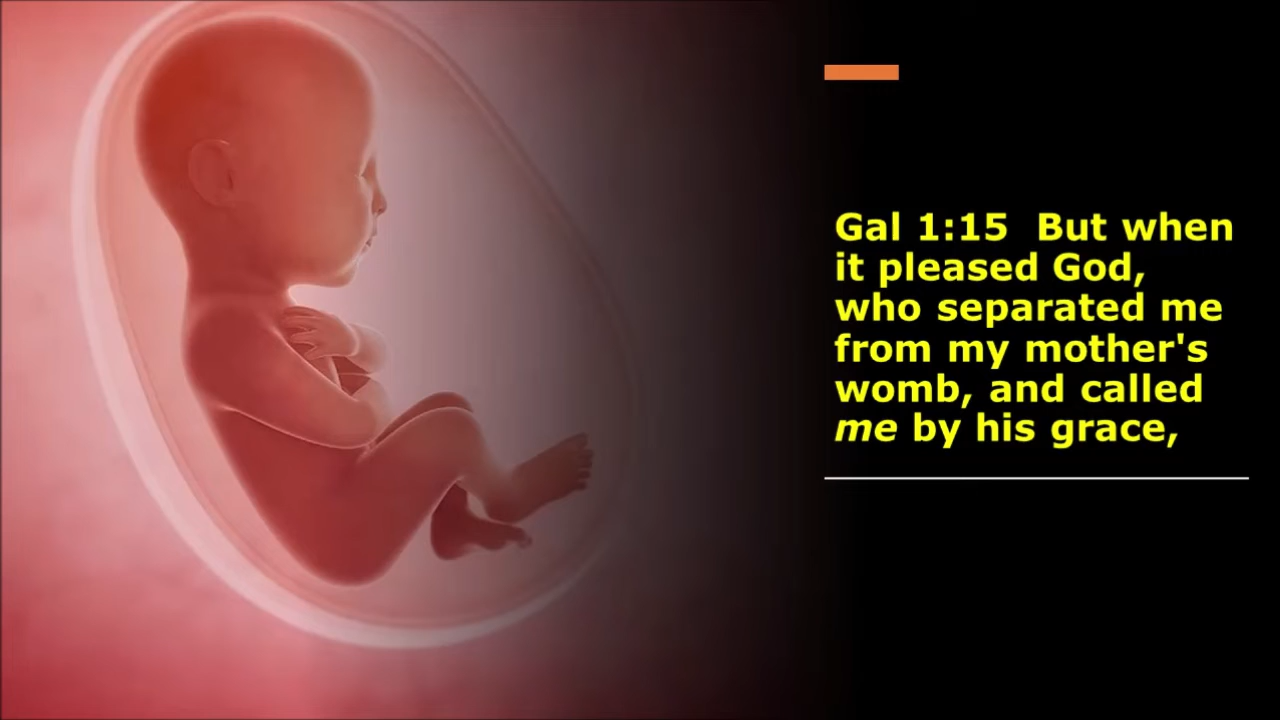 Gal 1:15  But when
it pleased God,
who separated me
from my mother's
womb, and called
me by his grace,